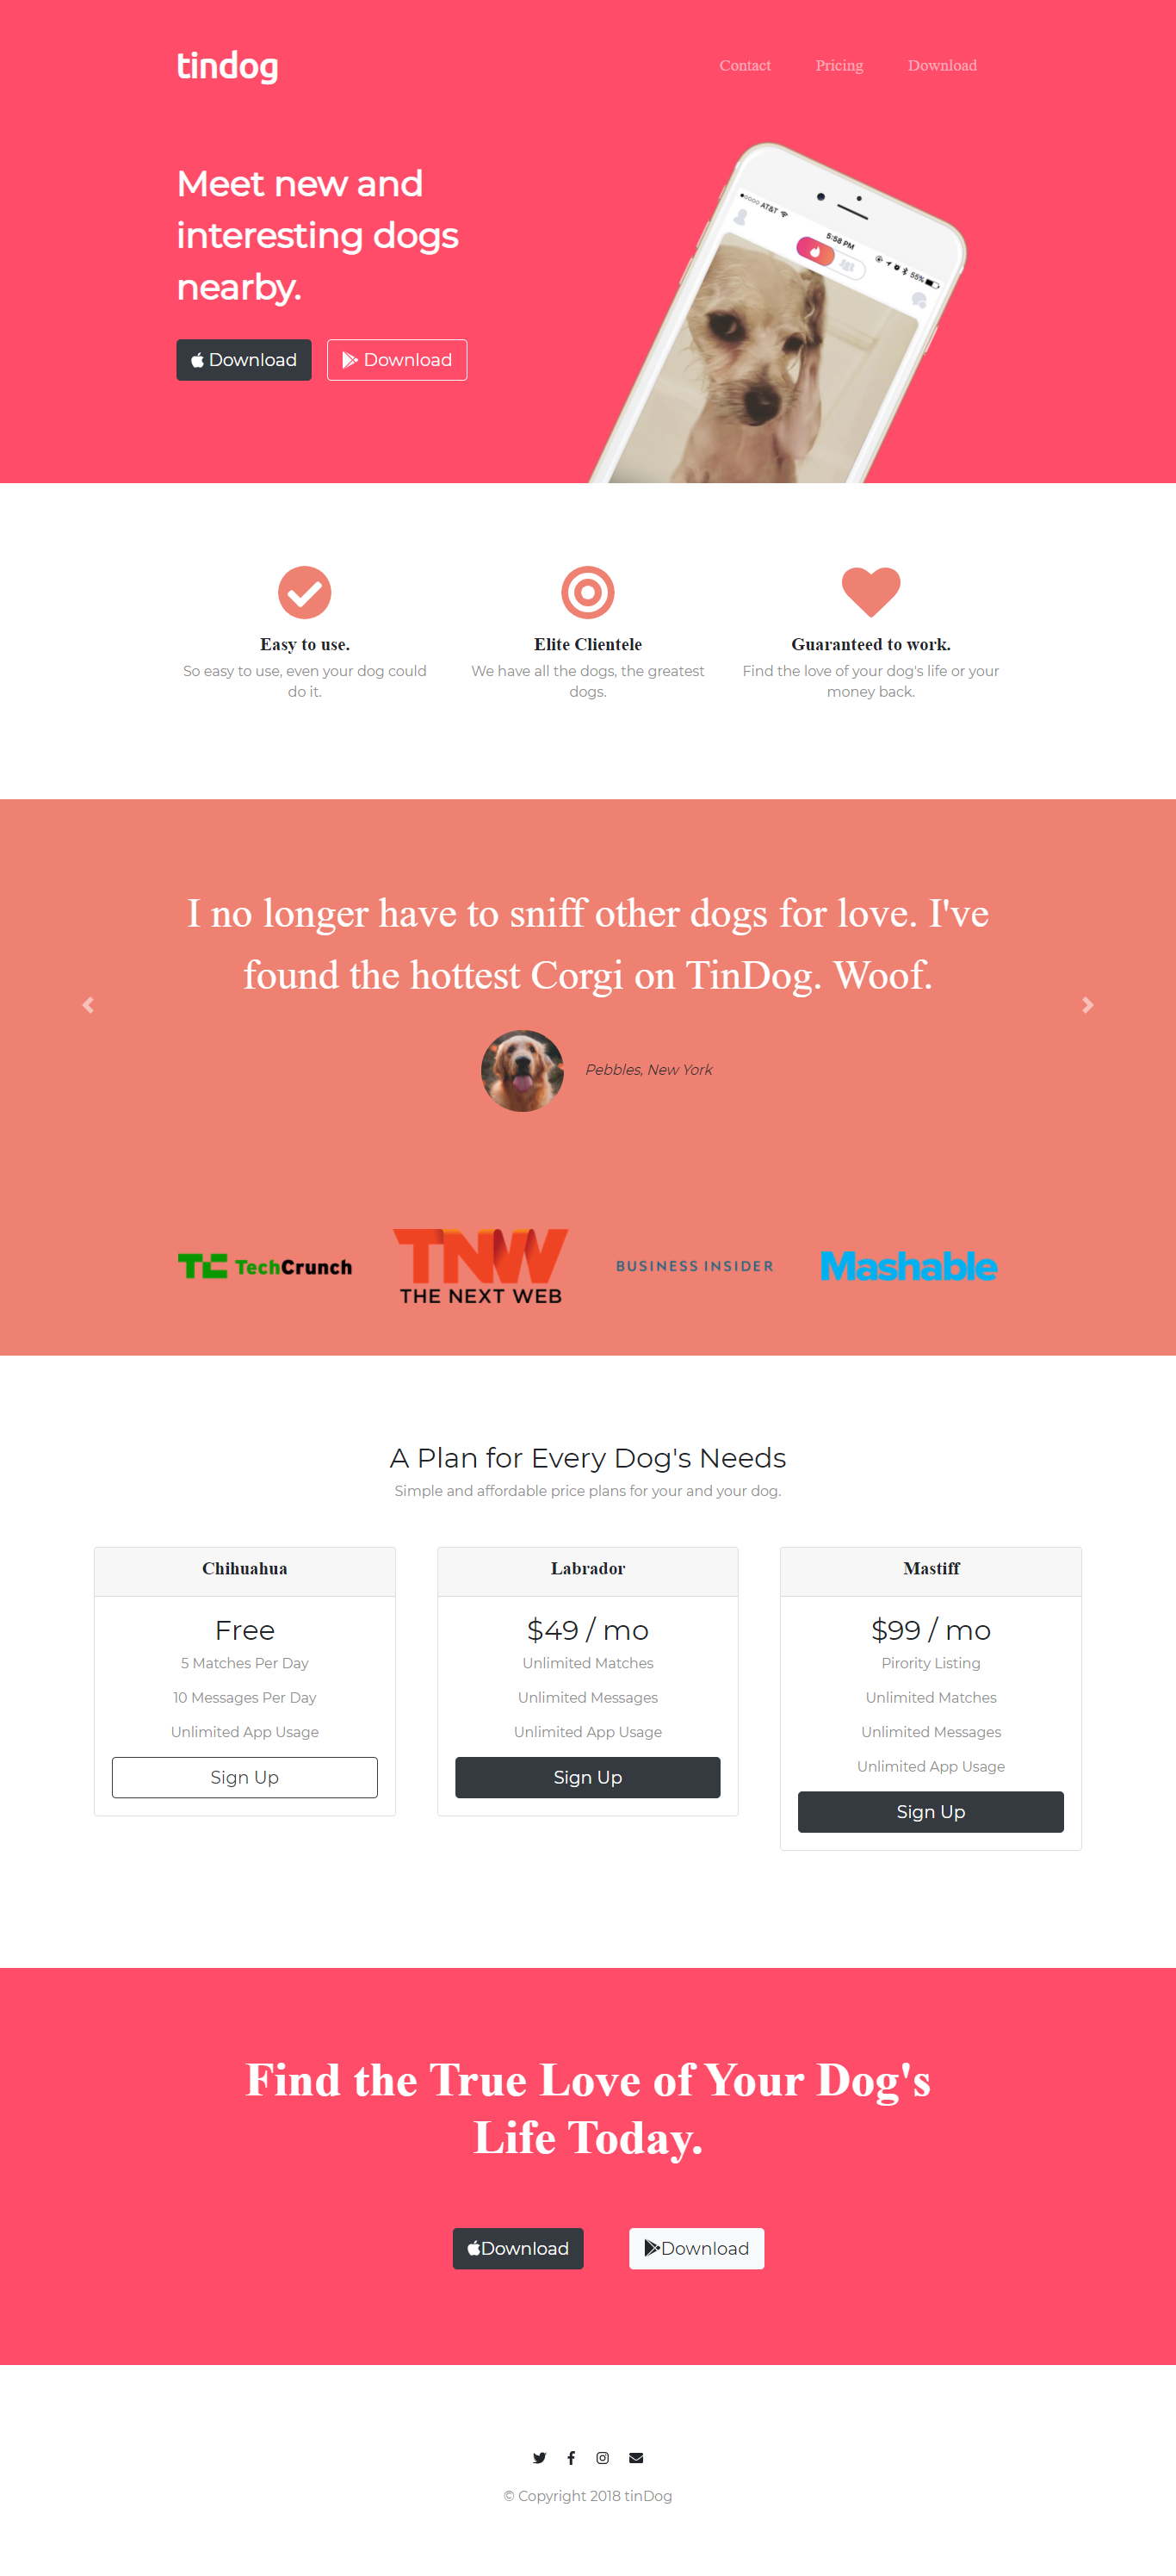 tindog
Contact Pricing Download
Meet new and
interesting dogs
nearby.
Download Download
AT&T
5:58 PM
55%
Easy to use. Elite Clientele Guaranteed to work.
So easy to use, even your dog could
do it.
We have all the dogs, the greatest
dogs.
Find the love of your dog's life or your
money back.
I no longer have to sniff other dogs for love. I've
found the hottest Corgi on TinDog. Woof.
Pebbles, New York
TC TechCrunch
TNW
THE NEXT WEB
BUSINESS INSIDER
Mashable
A Plan for Every Dog's Needs
Simple and affordable price plans for your and your dog.
Chihuahua
Free
5 Matches Per Day
10 Messages Per Day
Unlimited App Usage
Sign Up
Labrador
$49 / mo
Unlimited Matches
Unlimited Messages
Unlimited App Usage
Sign Up
Mastiff
$99 / mo
Pirority Listing
Unlimited Matches
Unlimited Messages
Unlimited App Usage
Sign Up
Find the True Love of Your Dog's
Life Today.
Download Download
© Copyright 2018 tinDog